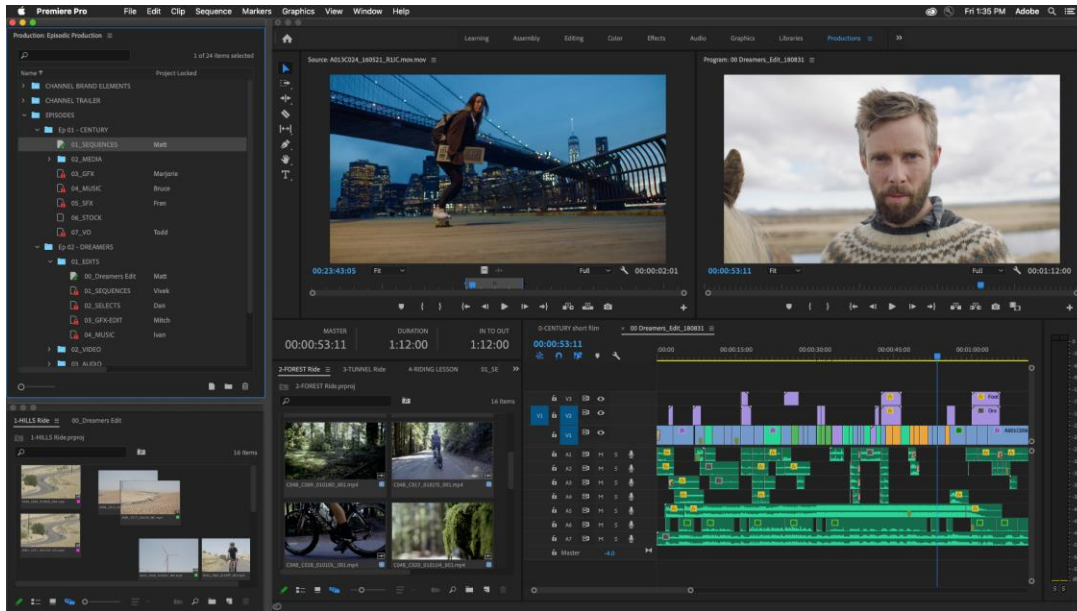 Premiere Pro File Edit Clip Sequence Markers Graphics View Window Help Fri 1:35 PM Adobe
Production: Episodic Production
1 of 24 items selected
Name Project Locked
CHANNEL BRAND ELEMENTS
CHANNEL TRAILER
EPISODES
Ep 01 - CENTURY
01_SEQUENCES Matt
02_MEDIA
03_GFX Marjorie
04_MUSIC Bruce
05_SFX Fran
06_STOCK
07_VO Todd
Ep 02 - DREAMERS
01_EDITS
00_Dreamers Edit Matt
01_SEQUENCES Vivek
02_SELECTS Den
03_GFX-EDIT Mitch
04_MUSIC Ivan
02_VIDEO
03_AUDIO
1-HILLS Ride 00_Dreamers Edit
1-HILLS Ride.prproj
16 items
Learning Assembly Editing Color Effects Audio Graphics Libraries Productions
Source: A013C024_160521_R1JC.mov.mov
00:23:43:05 Fit Full 00:00:02:01
Program: 00 Dreamers_Edit_180831
00:00:53:11 Fit Full 00:01:12:00
MASTER DURATION IN TO OUT
00:00:53:11 1:12:00 1:12:00
2-FOREST Ride 3-TUNNEL Ride 4-RIDING LESSON 01_SE
2-FOREST Ride.prproj
16 items
0-CENTURY short film 00 Dreamers_Edit_180831
00:00:53:11
:00:00 00:00:15:00 00:00:30:00 00:00:45:00 00:01:00:00
V3
V1 V2
V1
A1 M S
A2 M S
A3 M S
A4 M S
A5 M S
A6 M S
A7 M S
Master -4.0
S S